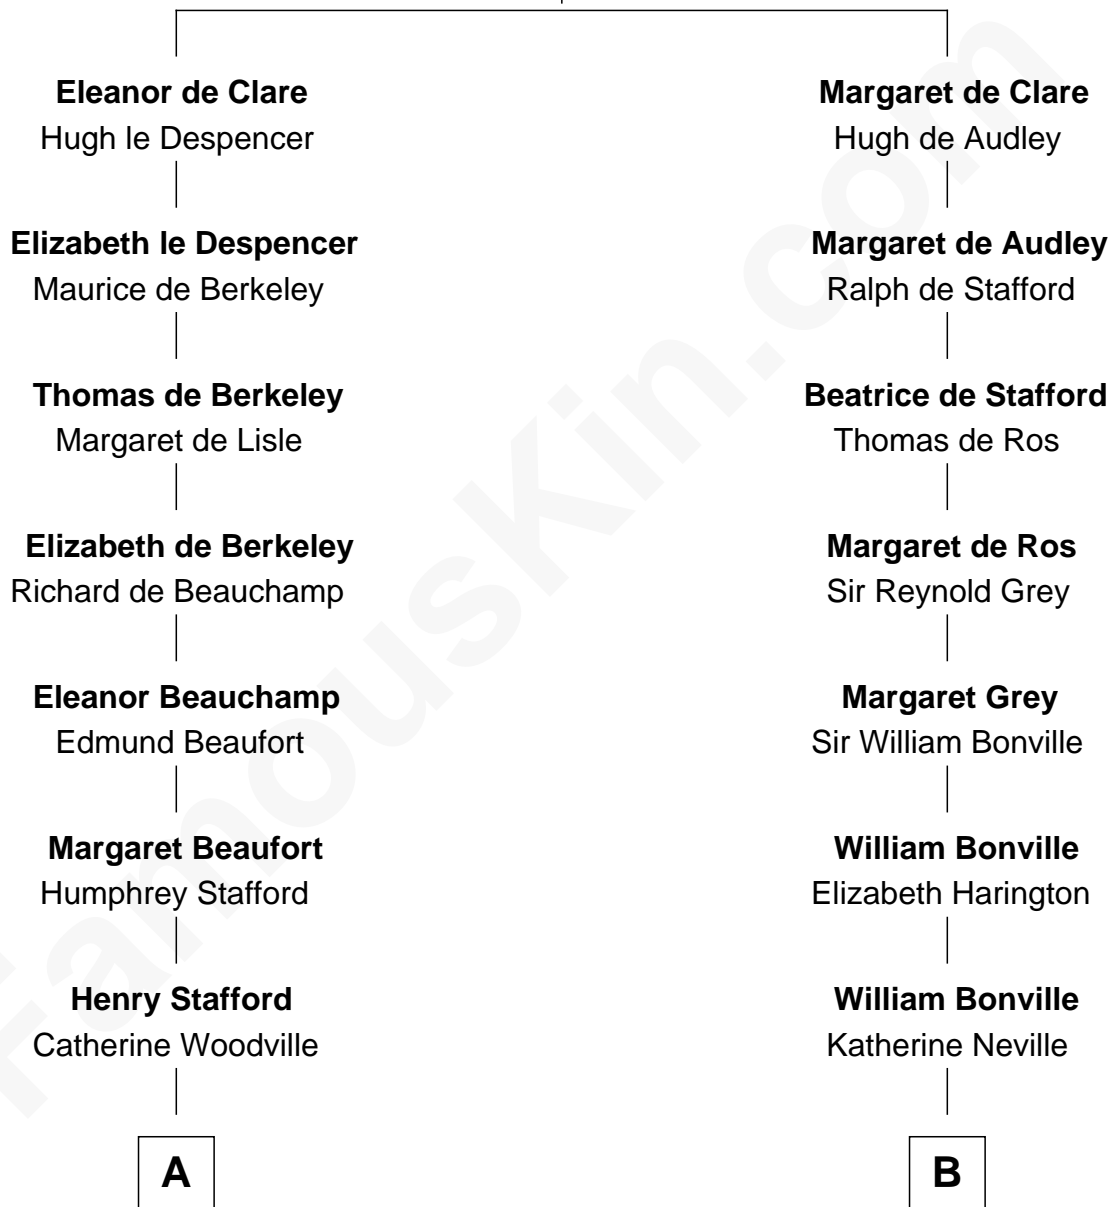 Eleanor de Clare
Hugh le Despencer
Margaret de Clare
Hugh de Audley
Elizabeth le Despencer
Maurice de Berkeley
Margaret de Audley
Ralph de Stafford
Thomas de Berkeley
Margaret de Lisle
Beatrice de Stafford
Thomas de Ros
Elizabeth de Berkeley
Richard de Beauchamp
Margaret de Ros
Sir Reynold Grey
Eleanor Beauchamp
Edmund Beaufort
Margaret Grey
Sir William Bonville
Margaret Beaufort
Humphrey Stafford
William Bonville
Elizabeth Harington
Henry Stafford
Catherine Woodville
William Bonville
Katherine Neville
A
B
FamousKin.com